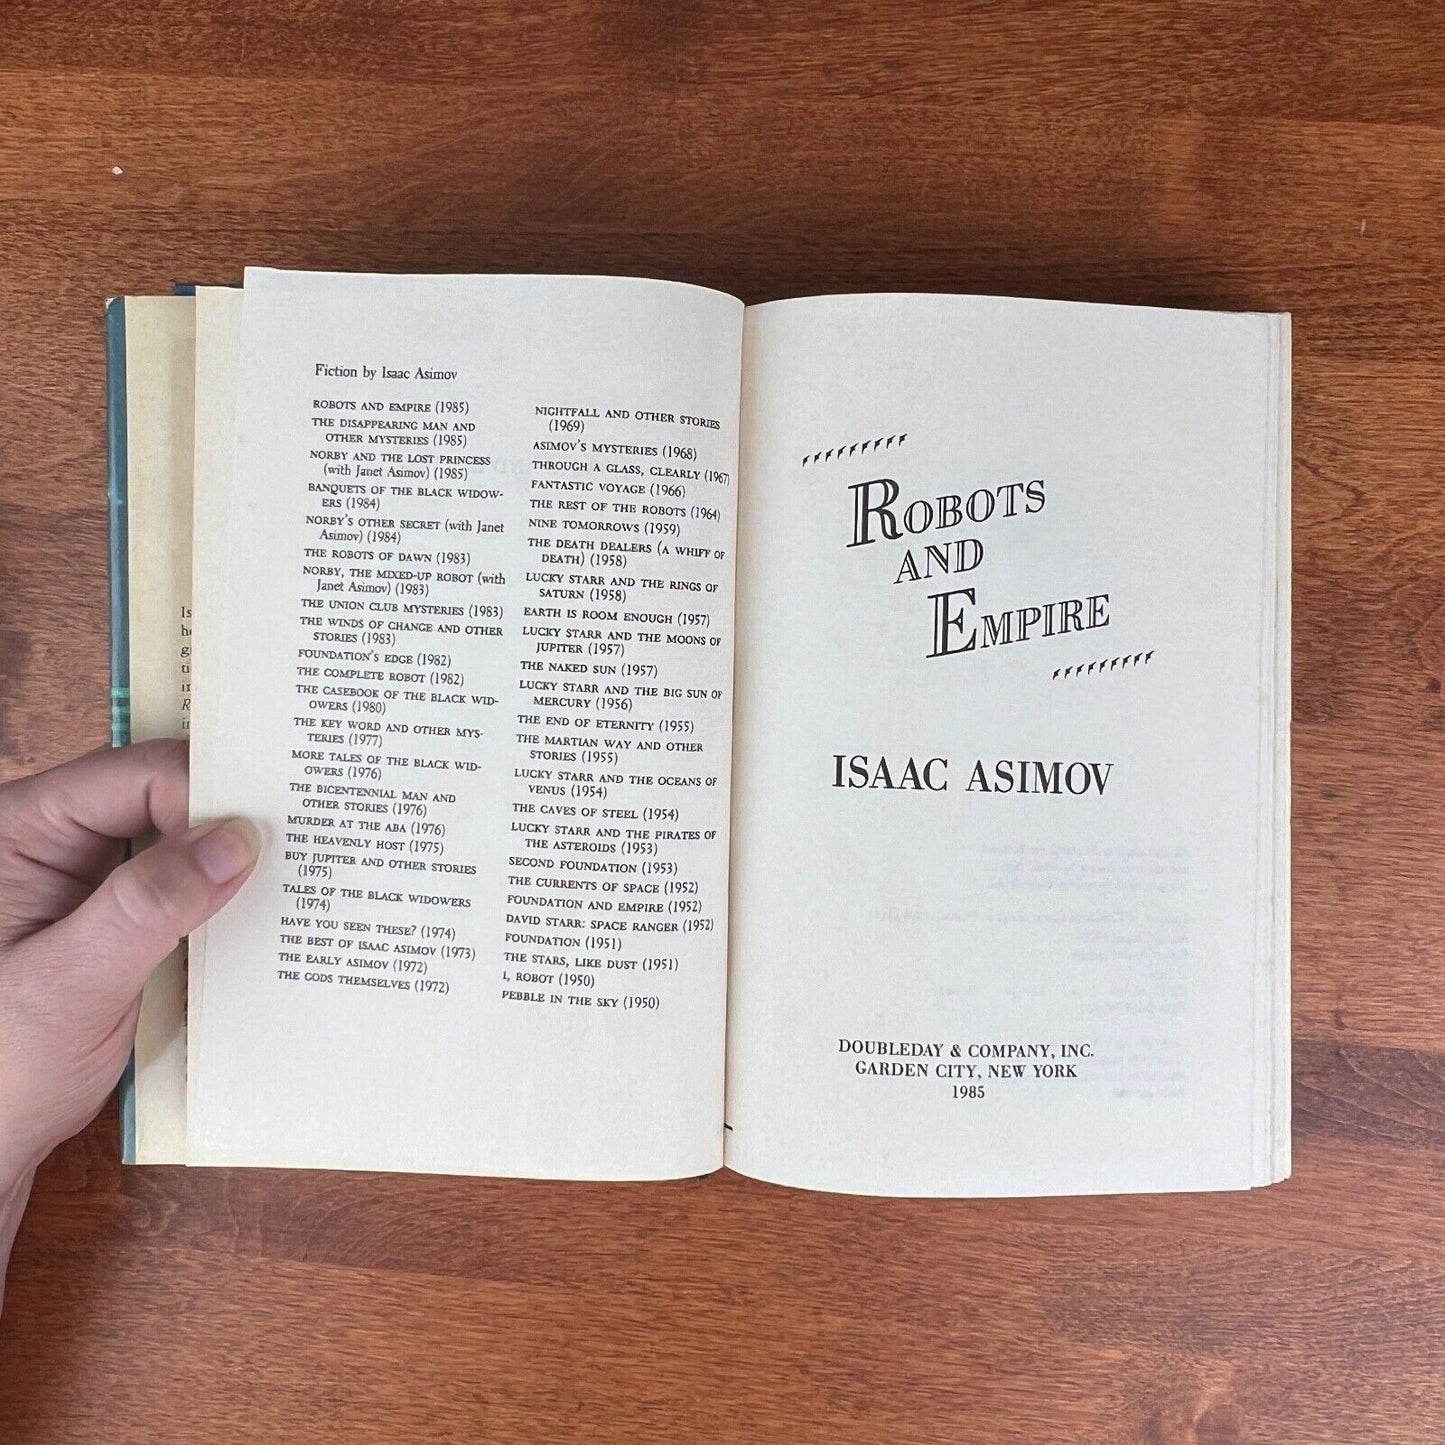 Fiction by Isaac Asimov
ROBOTS AND EMPIRE (1985)
THE DISAPPEARING MAN AND
OTHER MYSTERIES (1985)
NORBY AND THE LOST PRINCESS
(with Janet Asimov) (1985)
BANQUETS OF THE BLACK WIDOW-
ERS (1984)
NORBY'S OTHER SECRET (with Janet
Asimov) (1984)
THE ROBOTS OF DAWN (1983)
NORBY, THE MIXED-UP ROBOT (with
Janet Asimov) (1983)
THE UNION CLUB MYSTERIES (1983)
THE WINDS OF CHANGE AND OTHER
STORIES (1983)
FOUNDATION'S EDGE (1982)
THE COMPLETE ROBOT (1982)
THE CASEBOOK OF THE BLACK WID-
OWERS (1980)
THE KEY WORD AND OTHER MYS-
TERIES (1977)
MORE TALES OF THE BLACK WID-
OWERS (1976)
THE BICENTENNIAL MAN AND
OTHER STORIES (1976)
MURDER AT THE ABA (1976)
THE HEAVENLY HOST (1975)
BUY JUPITER AND OTHER STORIES
(1975)
TALES OF THE BLACK WIDOWERS
(1974)
HAVE YOU SEEN THESE? (1974)
THE BEST OF ISAAC ASIMOV (1973)
THE EARLY ASIMOV (1972)
THE GODS THEMSELVES (1972)
NIGHTFALL AND OTHER STORIES
(1969)
ASIMOV'S MYSTERIES (1968)
THROUGH A GLASS, CLEARLY (1967)
FANTASTIC VOYAGE (1966)
THE REST OF THE ROBOTS (1964)
NINE TOMORROWS (1959)
THE DEATH DEALERS (A WHIFF OF
DEATH) (1958)
LUCKY STARR AND THE RINGS OF
SATURN (1958)
EARTH IS ROOM ENOUGH (1957)
LUCKY STARR AND THE MOONS OF
JUPITER (1957)
THE NAKED SUN (1957)
LUCKY STARR AND THE BIG SUN OF
MERCURY (1956)
THE END OF ETERNITY (1955)
THE MARTIAN WAY AND OTHER
STORIES (1955)
LUCKY STARR AND THE OCEANS OF
VENUS (1954)
THE CAVES OF STEEL (1954)
LUCKY STARR AND THE PIRATES OF
THE ASTEROIDS (1953)
SECOND FOUNDATION (1953)
THE CURRENTS OF SPACE (1952)
FOUNDATION AND EMPIRE (1952)
DAVID STARR: SPACE RANGER (1952)
FOUNDATION (1951)
THE STARS, LIKE DUST (1951)
I, ROBOT (1950)
PEBBLE IN THE SKY (1950)
ROBOTS
AND
EMPIRE
ISAAC ASIMOV
DOUBLEDAY & COMPANY, INC.
GARDEN CITY, NEW YORK
1985